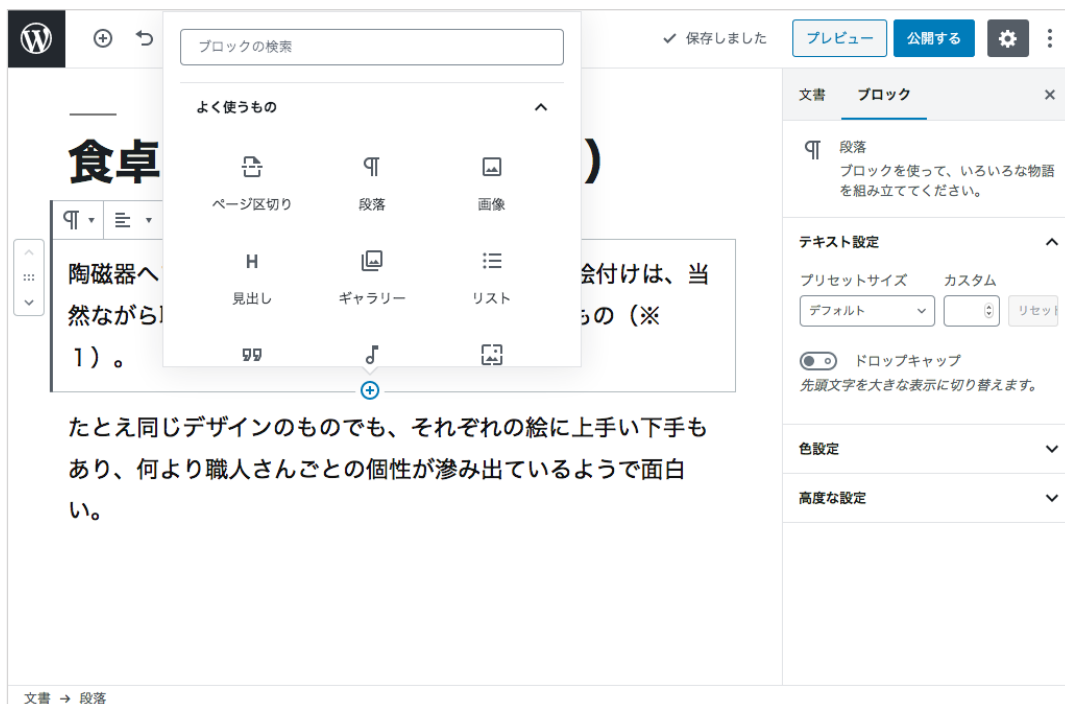 ブロックの検索
保存しました
プレビュー
公開する
よく使うもの
ページ区切り
段落
画像
見出し
ギャラリー
リスト
食卓
）
陶磁器へ
絵付けは、当
然ながら
もの（※
１）。
たとえ同じデザインのものでも、それぞれの絵に上手い下手も
あり、何より職人さんごとの個性が滲み出ているようで面白
い。
文書
ブロック
段落
ブロックを使って、いろいろな物語
を組み立ててください。
テキスト設定
プリセットサイズ
カスタム
デフォルト
リセット
ドロップキャップ
先頭文字を大きな表示に切り替えます。
色設定
高度な設定
文書 → 段落